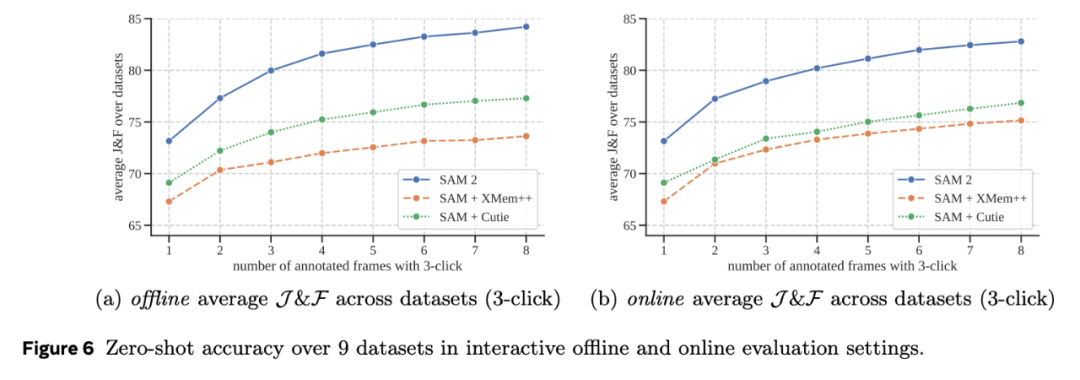 85
80
75
70
65
average J&F over datasets
1 2 3 4 5 6 7 8
number of annotated frames with 3-click
SAM 2
SAM + XMem++
SAM + Cutie
(a) offline average 𝒥&ℱ across datasets (3-click)
85
80
75
70
65
average J&F over datasets
1 2 3 4 5 6 7 8
number of annotated frames with 3-click
SAM 2
SAM + XMem++
SAM + Cutie
(b) online average 𝒥&ℱ across datasets (3-click)
Figure 6 Zero-shot accuracy over 9 datasets in interactive offline and online evaluation settings.